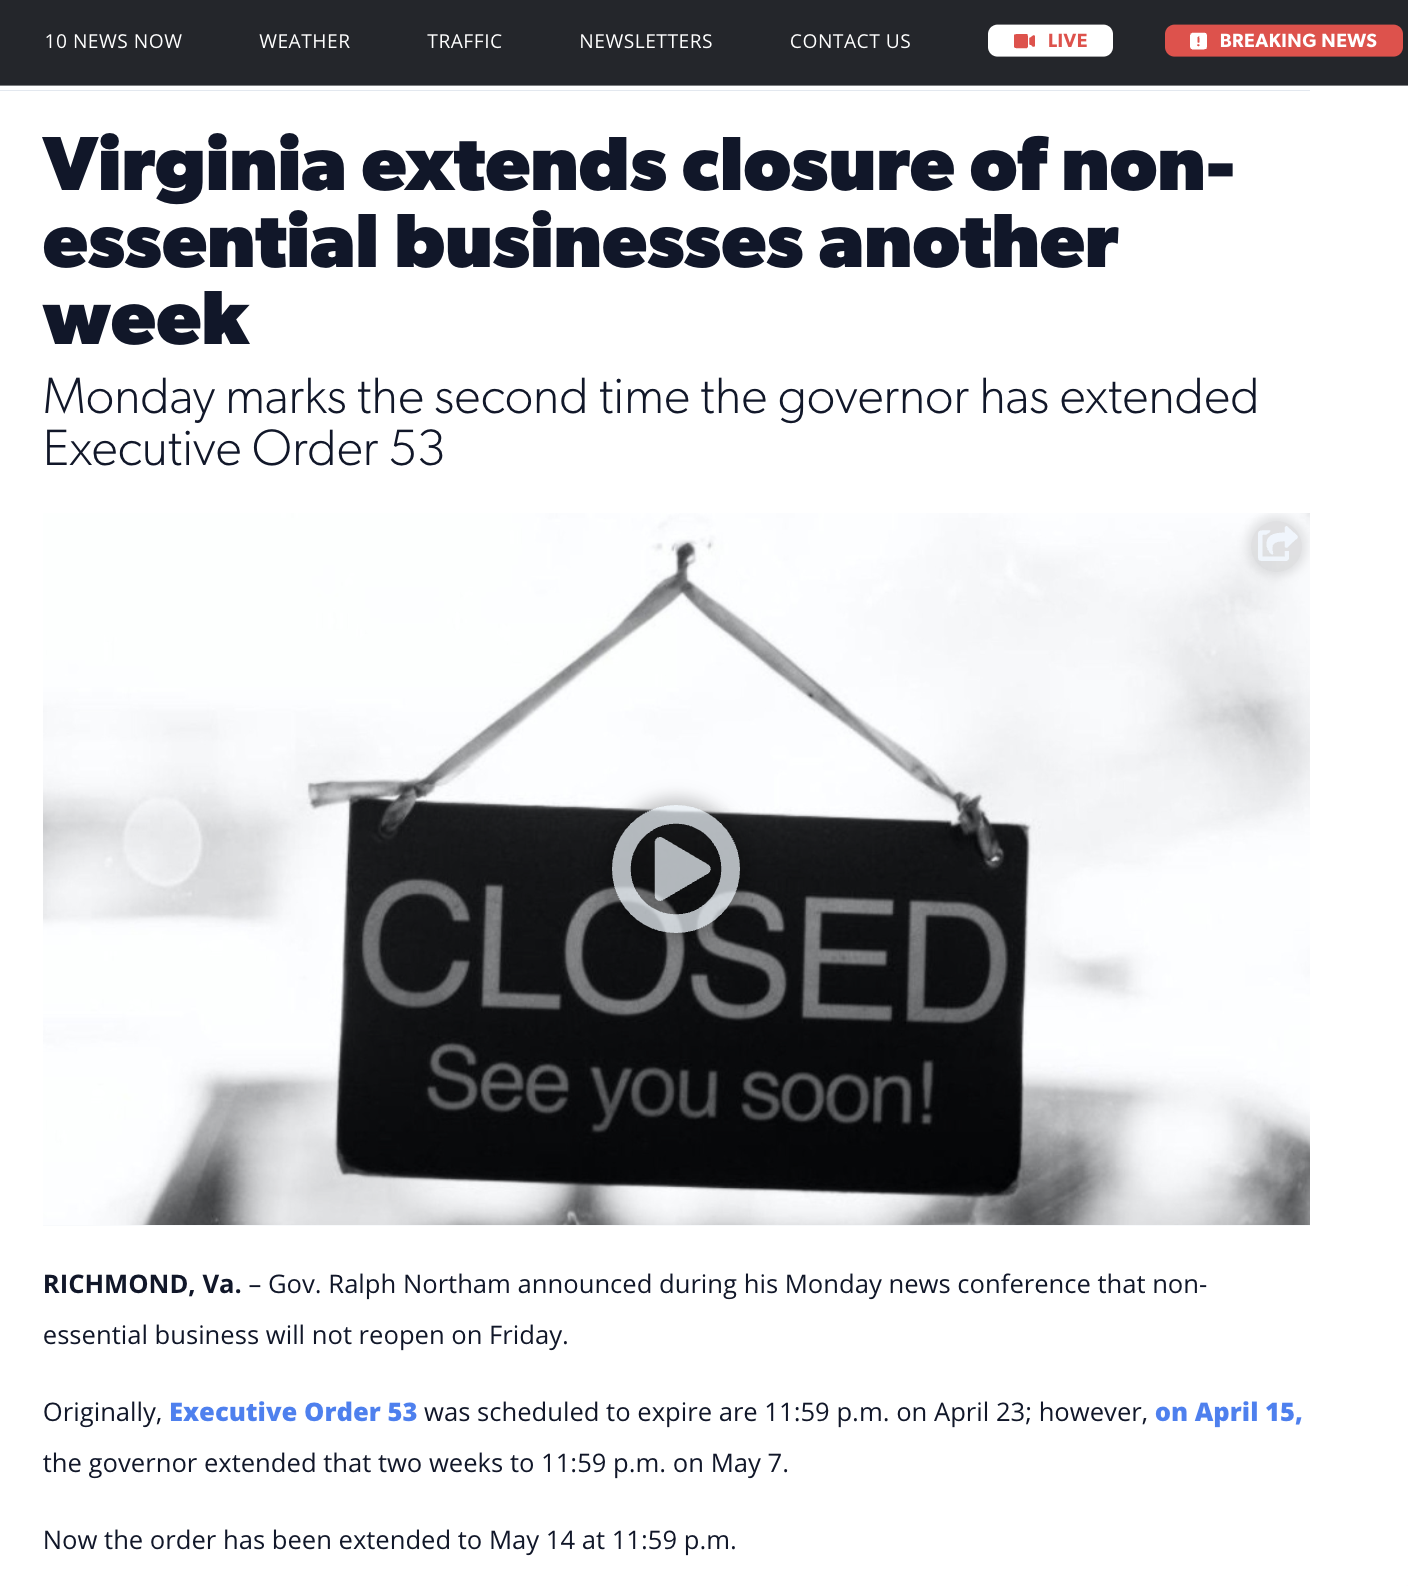 10 NEWS NOW WEATHER TRAFFIC NEWSLETTERS CONTACT US LIVE BREAKING NEWS
Virginia extends closure of non-
essential businesses another
week
Monday marks the second time the governor has extended
Executive Order 53
CLOSED
See you soon!
RICHMOND, Va. – Gov. Ralph Northam announced during his Monday news conference that non-
essential business will not reopen on Friday.
Originally, Executive Order 53 was scheduled to expire are 11:59 p.m. on April 23; however, on April 15,
the governor extended that two weeks to 11:59 p.m. on May 7.
Now the order has been extended to May 14 at 11:59 p.m.